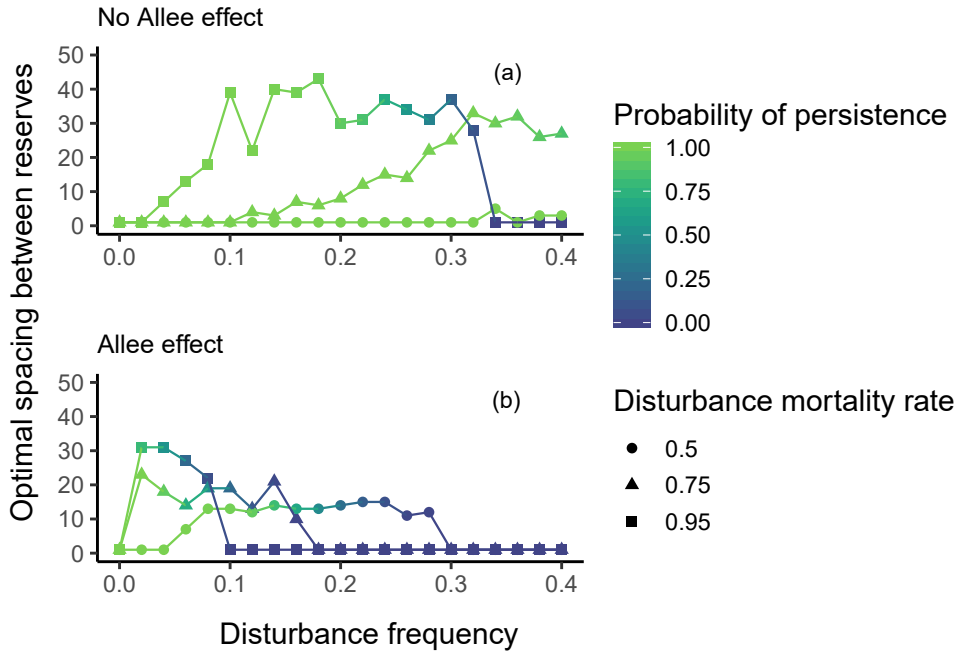 No Allee effect
(a)
50
40
30
20
10
0
0.0 0.1 0.2 0.3 0.4
Allee effect
(b)
50
40
30
20
10
0
0.0 0.1 0.2 0.3 0.4
Optimal spacing between reserves
Disturbance frequency
Probability of persistence
1.00
0.75
0.50
0.25
0.00
Disturbance mortality rate
0.5
0.75
0.95